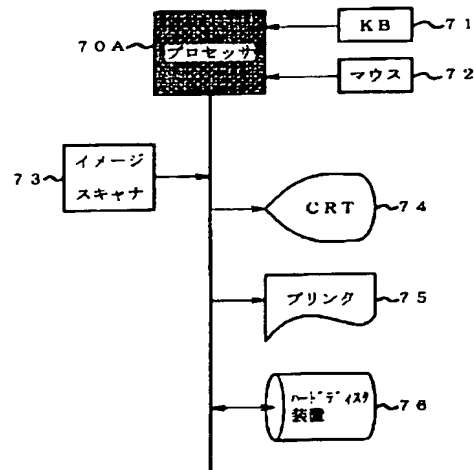 KB
71
70A
プロセッサ
マウス
72
イメージ
スキャナ
73
CRT
74
プリンタ
75
ハードディスク
装置
76